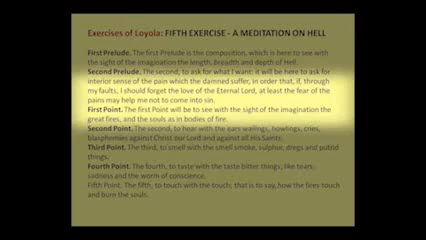 Exercises of Loyola: FIFTH EXERCISE - A MEDITATION ON HELL
First Prelude. The first Prelude is the composition, which is here to see with
the sight of the imagination the length, breadth and depth of Hell.
Second Prelude. The second, to ask for what I want: it will be here to ask for
interior sense of the pain which the damned suffer, in order that, if, through
my faults, I should forget the love of the Eternal Lord, at least the fear of the
pains may help me not to come into sin.
First Point. The first Point will be to see with the sight of the imagination the
great fires, and the souls as in bodies of fire.
Second Point. The second, to hear with the ears wailings, howlings, cries,
blasphemies against Christ our Lord and against all His Saints.
Third Point. The third, to smell with the smell smoke, sulphur, dregs and putrid
things.
Fourth Point. The fourth, to taste with the taste bitter things, like tears,
sadness and the worm of conscience.
Fifth Point. The fifth, to touch with the touch; that is to say, how the fires touch
and burn the souls.